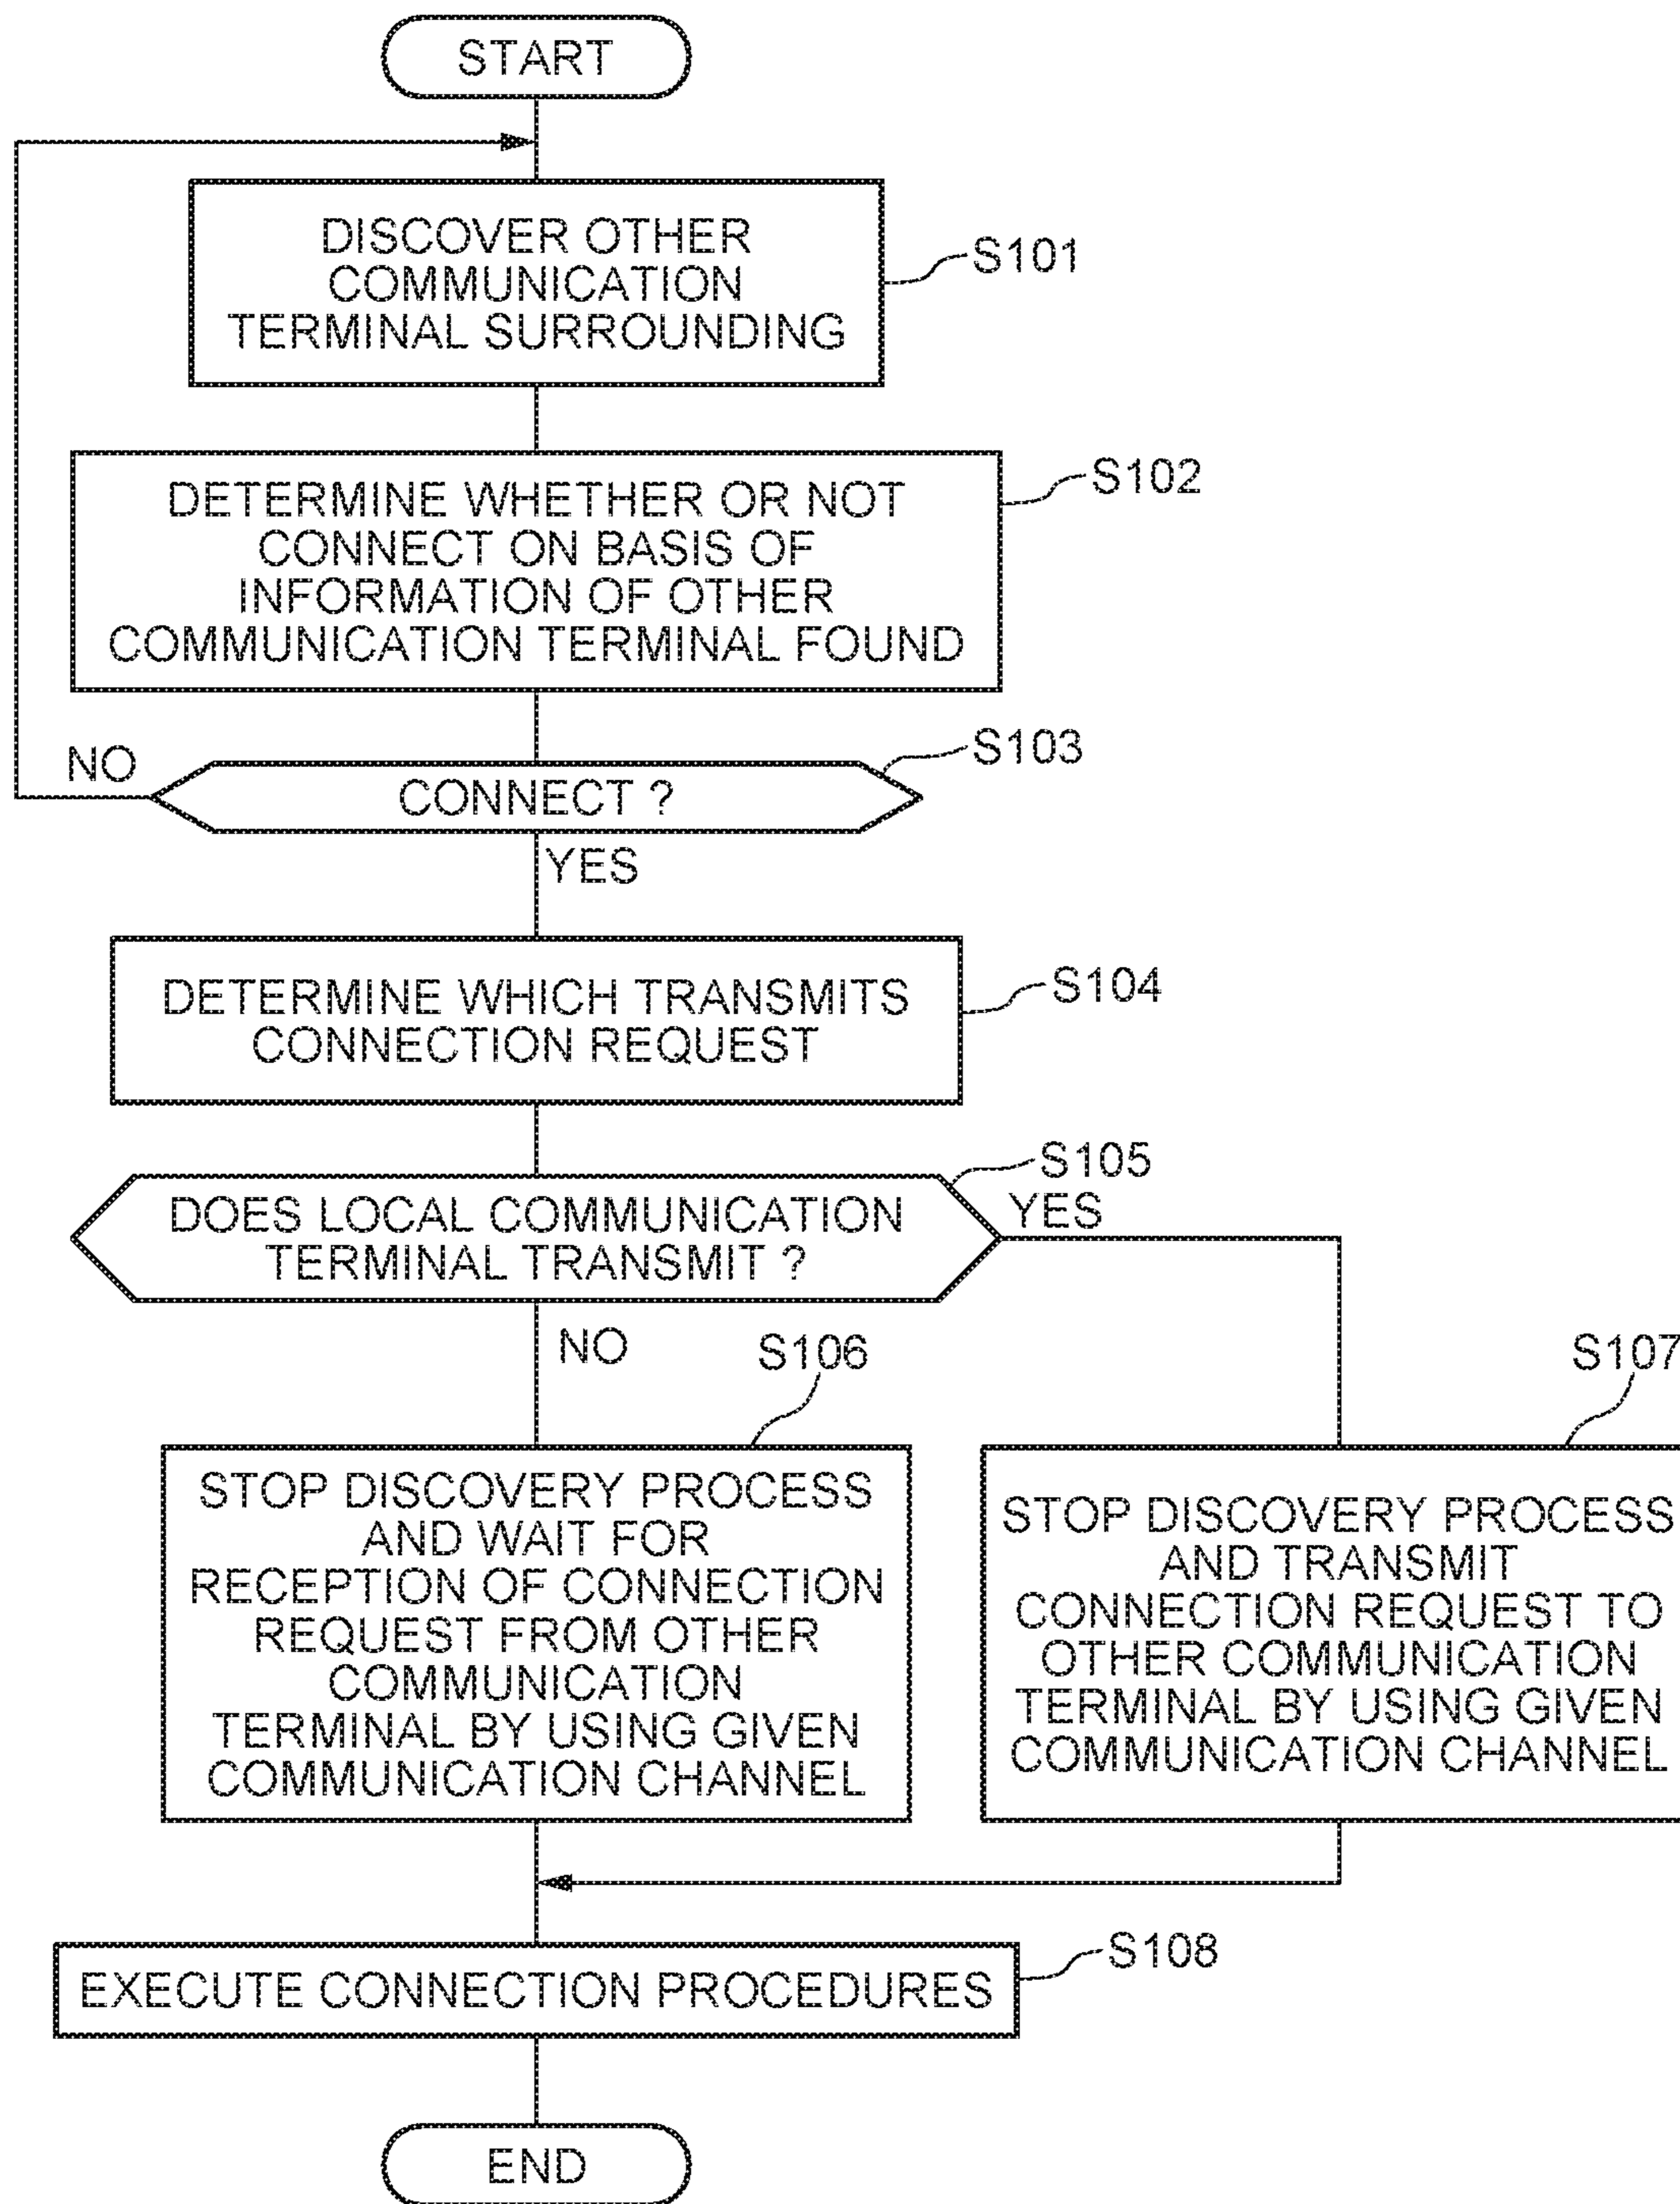 START
DISCOVER OTHER
COMMUNICATION
TERMINAL SURROUNDING
S101
DETERMINE WHETHER OR NOT
CONNECT ON BASIS OF
INFORMATION OF OTHER
COMMUNICATION TERMINAL FOUND
S102
NO
CONNECT ?
S103
YES
DETERMINE WHICH TRANSMITS
CONNECTION REQUEST
S104
DOES LOCAL COMMUNICATION
TERMINAL TRANSMIT ?
S105
YES
NO
S106
STOP DISCOVERY PROCESS
AND WAIT FOR
RECEPTION OF CONNECTION
REQUEST FROM OTHER
COMMUNICATION
TERMINAL BY USING GIVEN
COMMUNICATION CHANNEL
S107
STOP DISCOVERY PROCESS
AND TRANSMIT
CONNECTION REQUEST TO
OTHER COMMUNICATION
TERMINAL BY USING GIVEN
COMMUNICATION CHANNEL
EXECUTE CONNECTION PROCEDURES
S108
END